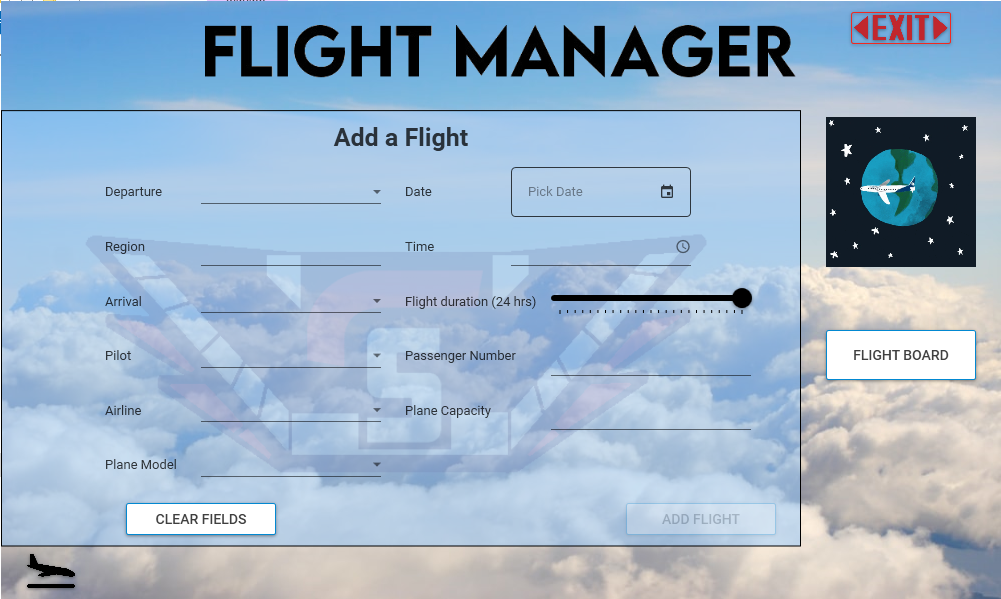 FLIGHT MANAGER
EXIT
Add a Flight
Departure
Date
Pick Date
Region
Time
Arrival
Flight duration (24 hrs)
Pilot
Passenger Number
FLIGHT BOARD
Airline
Plane Capacity
Plane Model
CLEAR FIELDS
ADD FLIGHT